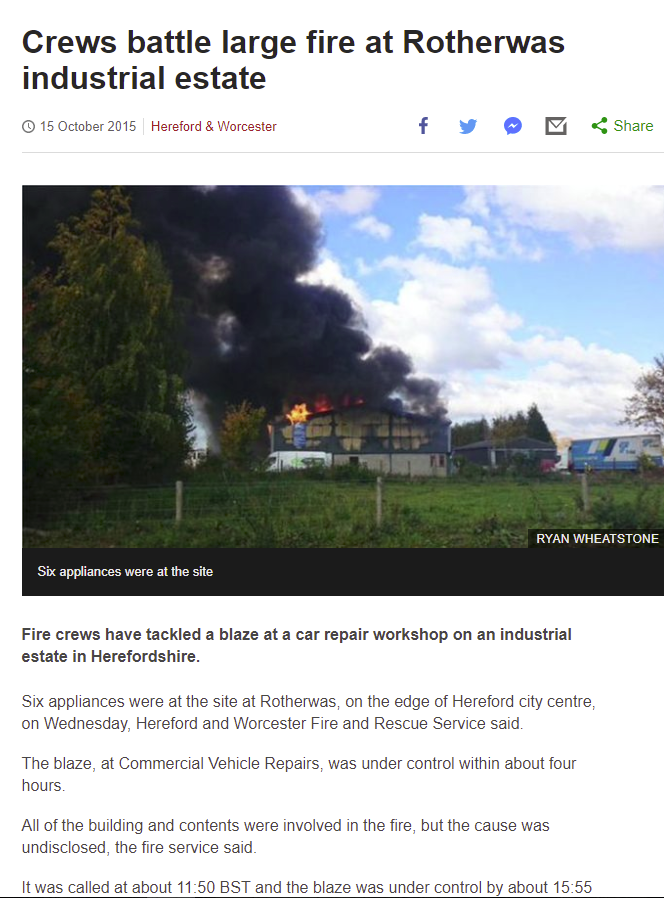 Crews battle large fire at Rotherwas
industrial estate
15 October 2015 Hereford & Worcester
Share
RYAN WHEATSTONE
Six appliances were at the site
Fire crews have tackled a blaze at a car repair workshop on an industrial
estate in Herefordshire.
Six appliances were at the site at Rotherwas, on the edge of Hereford city centre,
on Wednesday, Hereford and Worcester Fire and Rescue Service said.
The blaze, at Commercial Vehicle Repairs, was under control within about four
hours.
All of the building and contents were involved in the fire, but the cause was
undisclosed, the fire service said.
It was called at about 11:50 BST and the blaze was under control by about 15:55